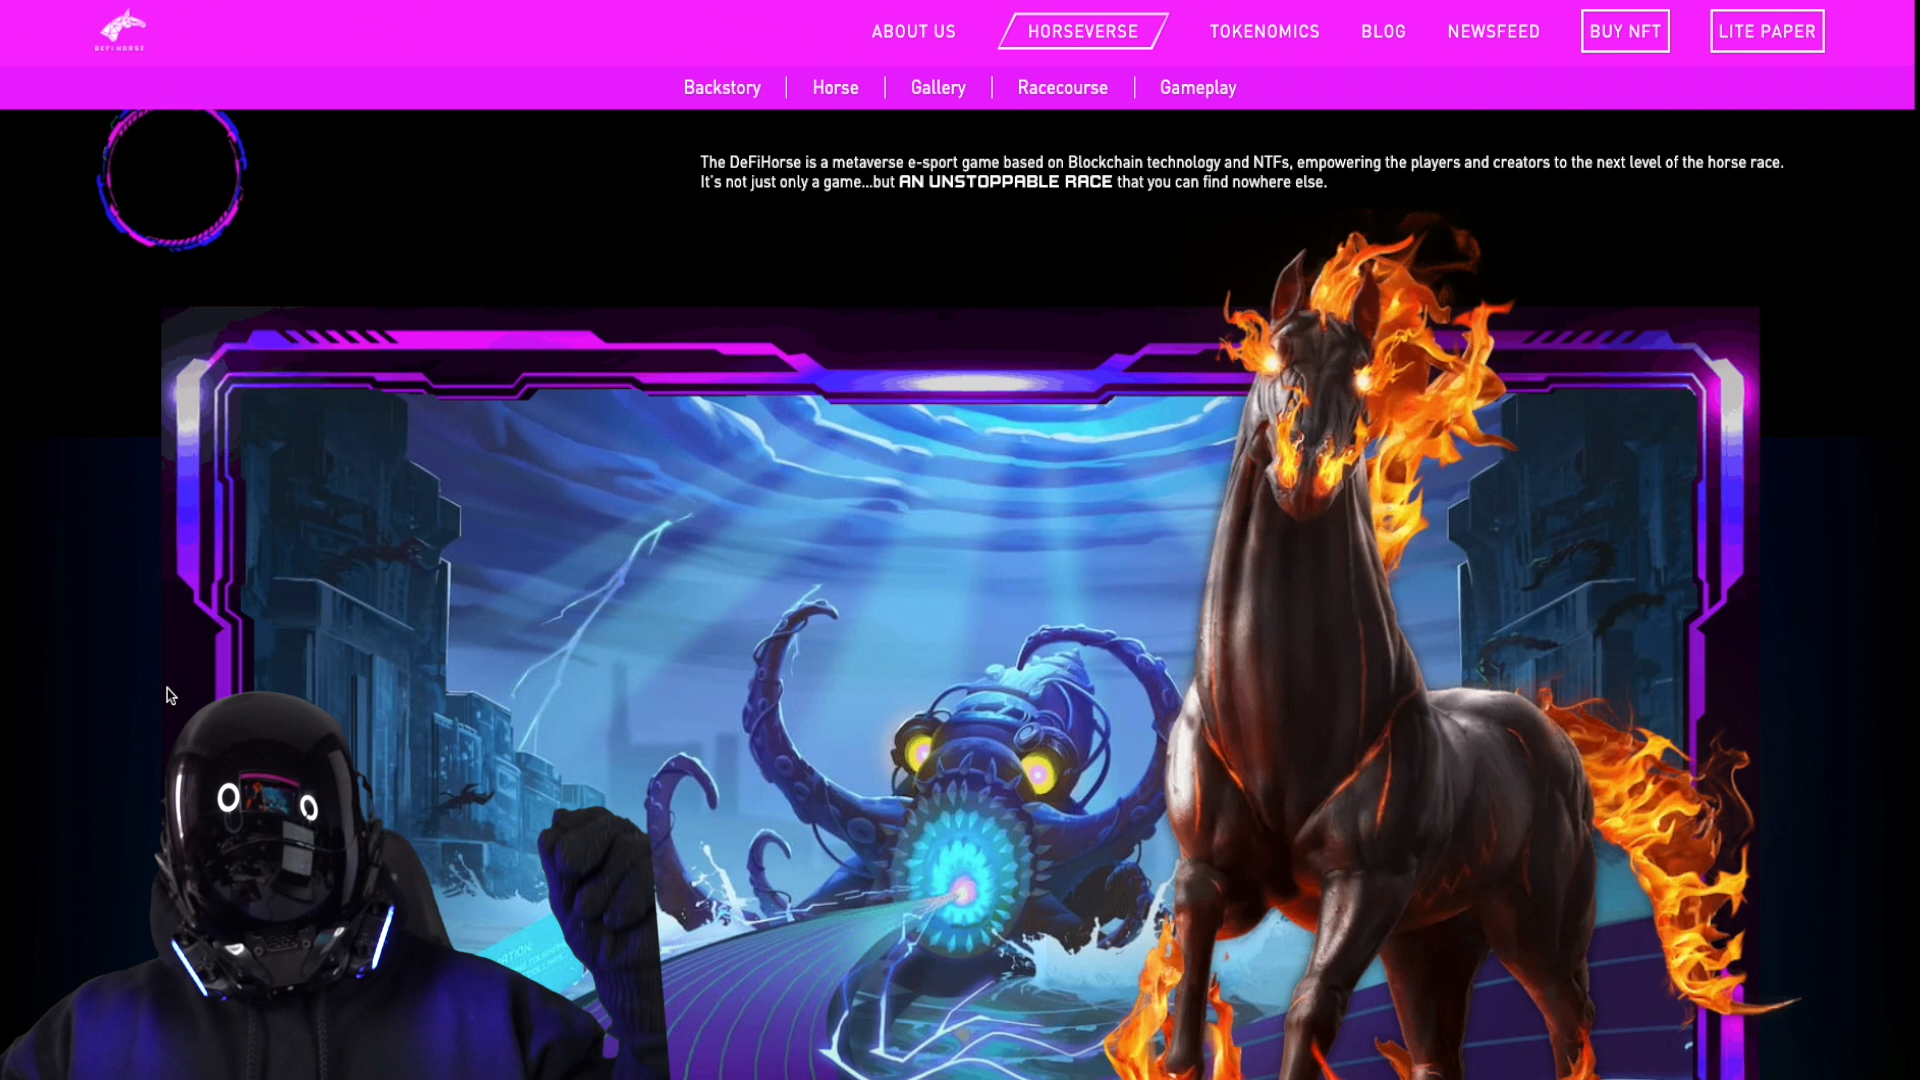 DEFI HORSE
ABOUT US
HORSEVERSE
TOKENOMICS
BLOG
NEWSFEED
BUY NFT
LITE PAPER
Backstory
Horse
Gallery
Racecourse
Gameplay
The DeFiHorse is a metaverse e-sport game based on Blockchain technology and NTFs, empowering the players and creators to the next level of the horse race.
It's not just only a game...but AN UNSTOPPABLE RACE that you can find nowhere else.